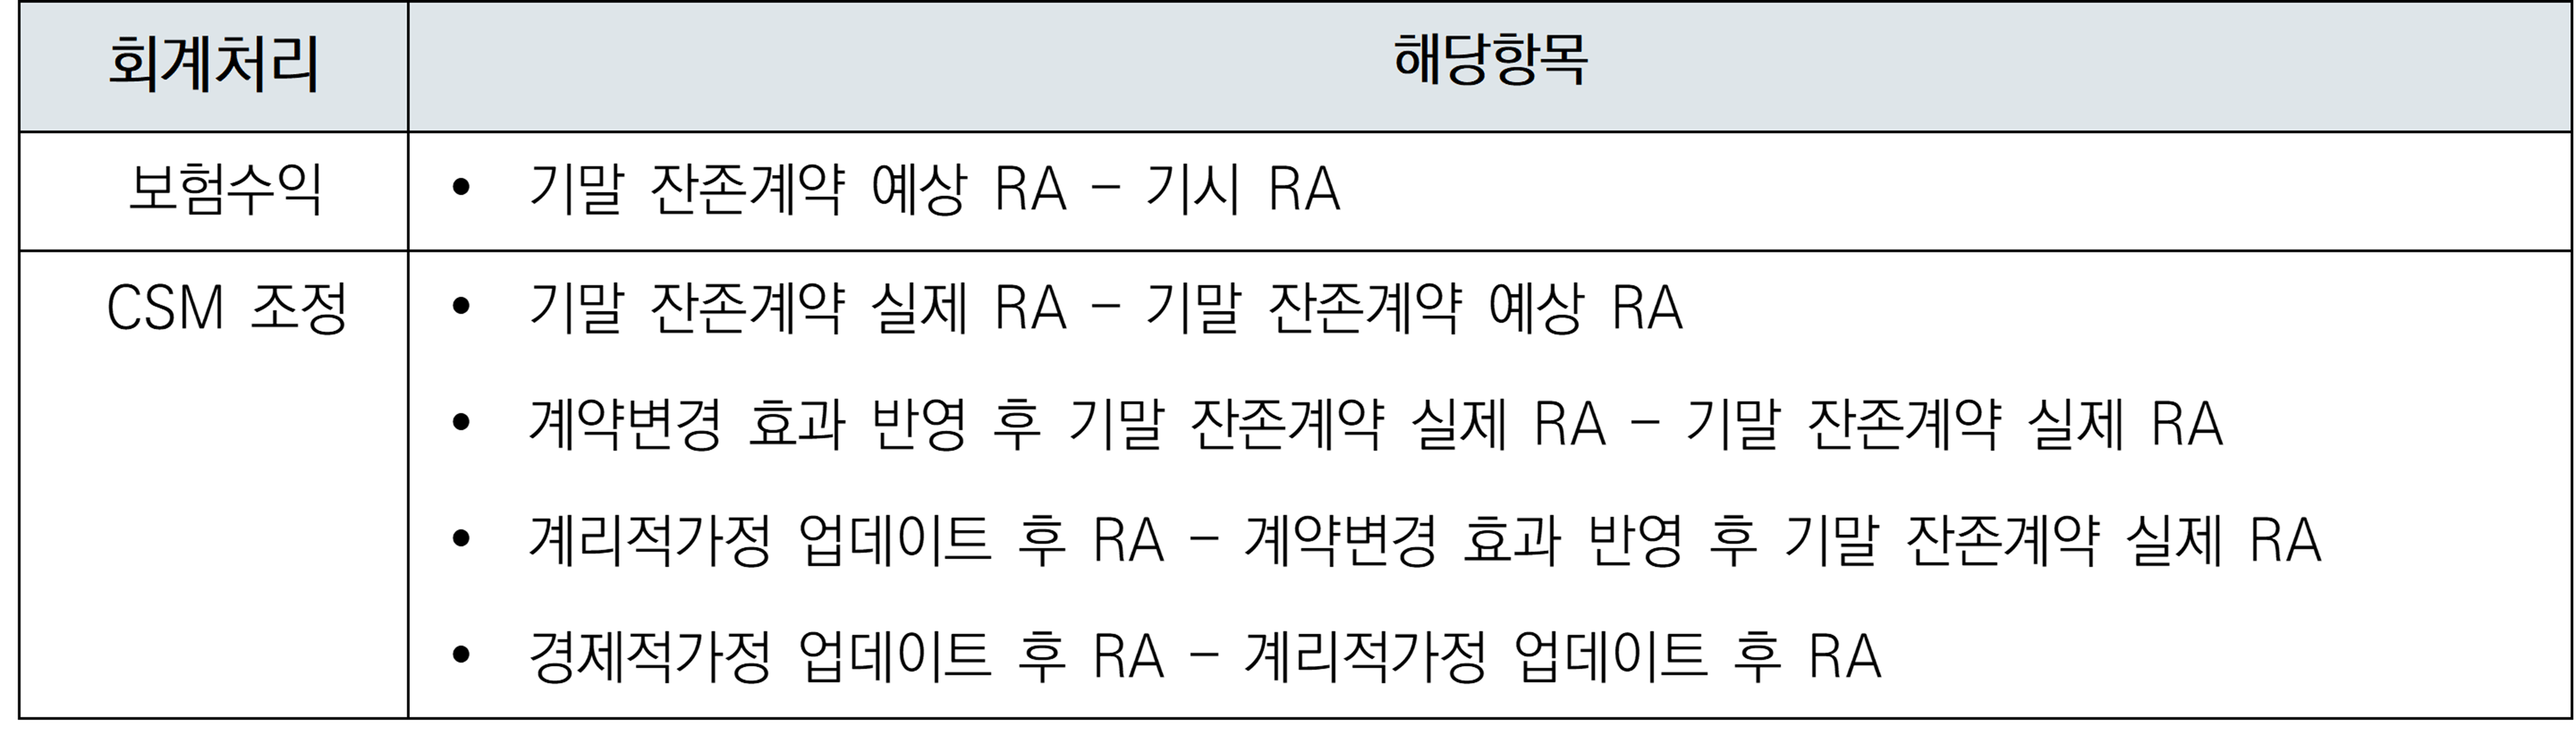 회계처리 해당항목
보험수익 • 기말 잔존계약 예상 RA – 기시 RA
CSM 조정 • 기말 잔존계약 실제 RA – 기말 잔존계약 예상 RA
• 계약변경 효과 반영 후 기말 잔존계약 실제 RA – 기말 잔존계약 실제 RA
• 계리적가정 업데이트 후 RA – 계약변경 효과 반영 후 기말 잔존계약 실제 RA
• 경제적가정 업데이트 후 RA – 계리적가정 업데이트 후 RA